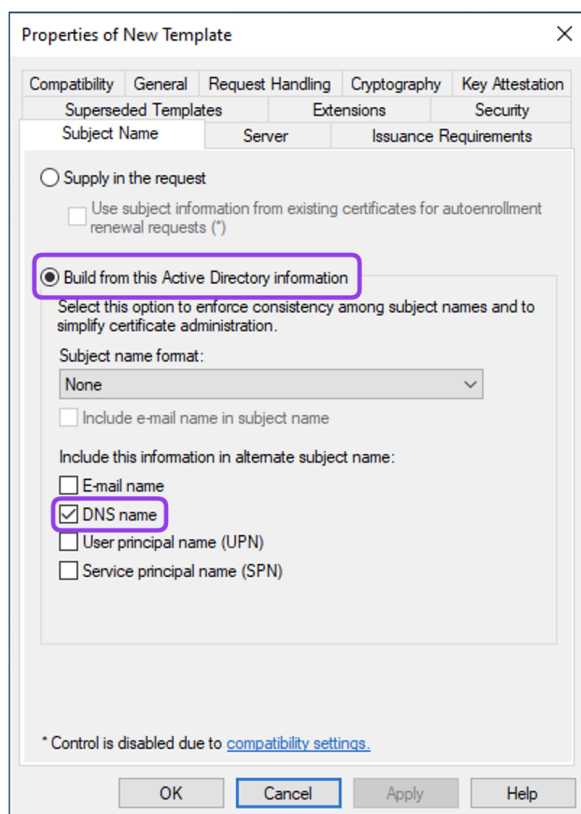 Properties of New Template
Compatibility General Request Handling Cryptography Key Attestation
Superseded Templates Extensions Security
Subject Name Server Issuance Requirements
Supply in the request
Use subject information from existing certificates for autoenrollment
renewal requests (*)
Build from this Active Directory information
Select this option to enforce consistency among subject names and to
simplify certificate administration.
Subject name format:
None
Include e-mail name in subject name
Include this information in alternate subject name:
E-mail name
DNS name
User principal name (UPN)
Service principal name (SPN)
* Control is disabled due to compatibility settings.
OK Cancel Apply Help